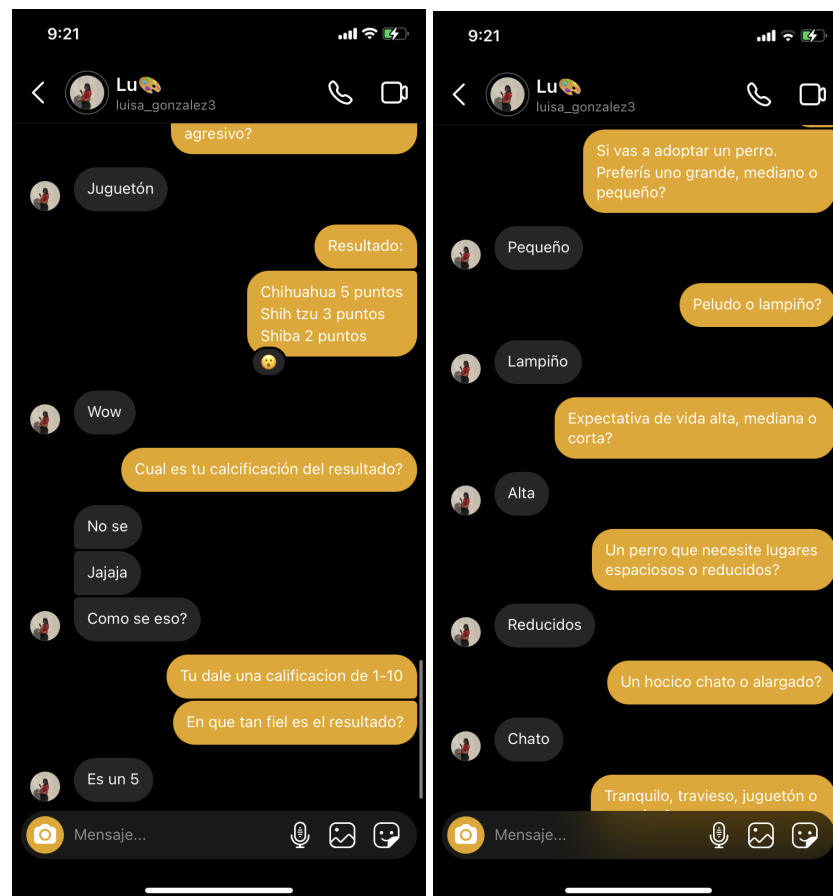 9:21
Lu🎨
luisa_gonzalez3
agresivo?
Juguetón
Resultado:
Chihuahua 5 puntos
Shih tzu 3 puntos
Shiba 2 puntos
Wow
Cual es tu calcificación del resultado?
No se
Jajaja
Como se eso?
Tu dale una calificacion de 1-10
En que tan fiel es el resultado?
Es un 5
Mensaje...
9:21
Lu🎨
luisa_gonzalez3
Si vas a adoptar un perro.
Preferís uno grande, mediano o
pequeño?
Pequeño
Peludo o lampiño?
Lampiño
Expectativa de vida alta, mediana o
corta?
Alta
Un perro que necesite lugares
espaciosos o reducidos?
Reducidos
Un hocico chato o alargado?
Chato
Tranquilo, travieso, juguetón o
Mensaje...